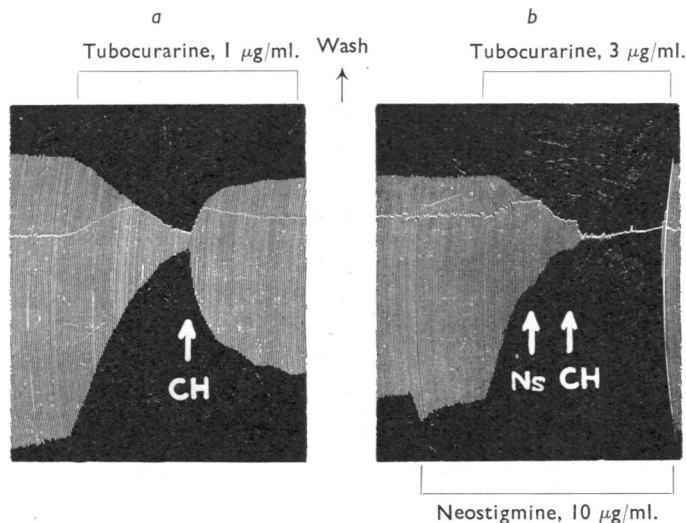 a
b
Tubocurarine, 1 μg/ml.
Wash
Tubocurarine, 3 μg/ml.
CH
Ns CH
Neostigmine, 10 μg/ml.